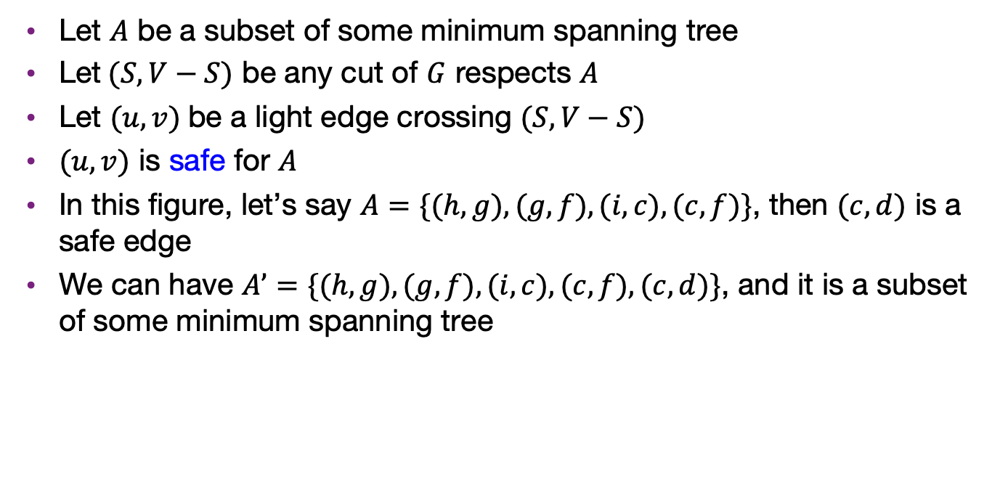 • Let A be a subset of some minimum spanning tree
• Let (S, V − S) be any cut of G respects A
• Let (u, v) be a light edge crossing (S, V − S)
• (u, v) is safe for A
• In this figure, let’s say A = {(h, g), (g, f), (i, c), (c, f)}, then (c, d) is a
safe edge
• We can have A’ = {(h, g), (g, f), (i, c), (c, f), (c, d)}, and it is a subset
of some minimum spanning tree